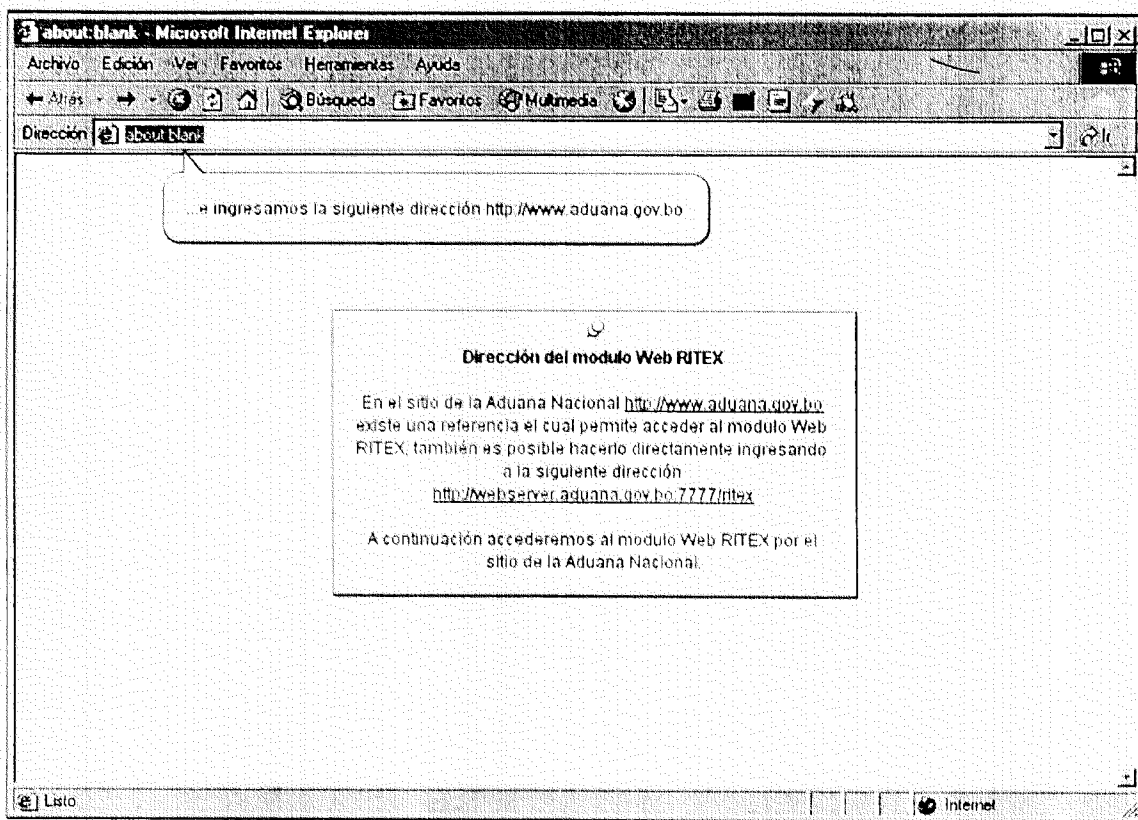 about:blank - Microsoft Internet Explorer
Archivo Edición Ver Favoritos Herramientas Ayuda
Atrás Búsqueda Favoritos Multimedia
Dirección about:blank Ir
...e ingresamos la siguiente dirección http://www.aduana.gov.bo
Dirección del modulo Web RITEX
En el sitio de la Aduana Nacional http://www.aduana.gov.bo
existe una referencia el cual permite acceder al modulo Web
RITEX, también es posible hacerlo directamente ingresando
a la siguiente dirección
http://webserver.aduana.gov.bo:7777/ritex
A continuación accederemos al modulo Web RITEX por el
sitio de la Aduana Nacional.
Listo Internet